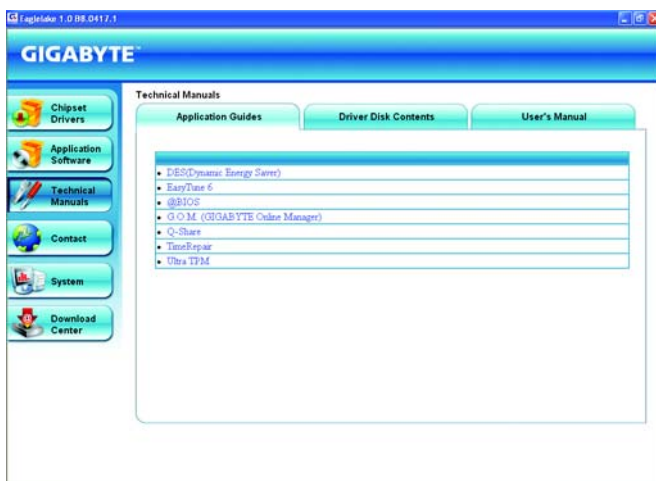 Eaglelake 1.0 B8.0417.1
GIGABYTE™
Chipset
Drivers
Application
Software
Technical
Manuals
Contact
System
Download
Center
Technical Manuals
Application Guides
Driver Disk Contents
User's Manual
DES(Dynamic Energy Saver)
EasyTune 6
@BIOS
G.O.M. (GIGABYTE Online Manager)
Q-Share
TimeRepair
Ultra TPM